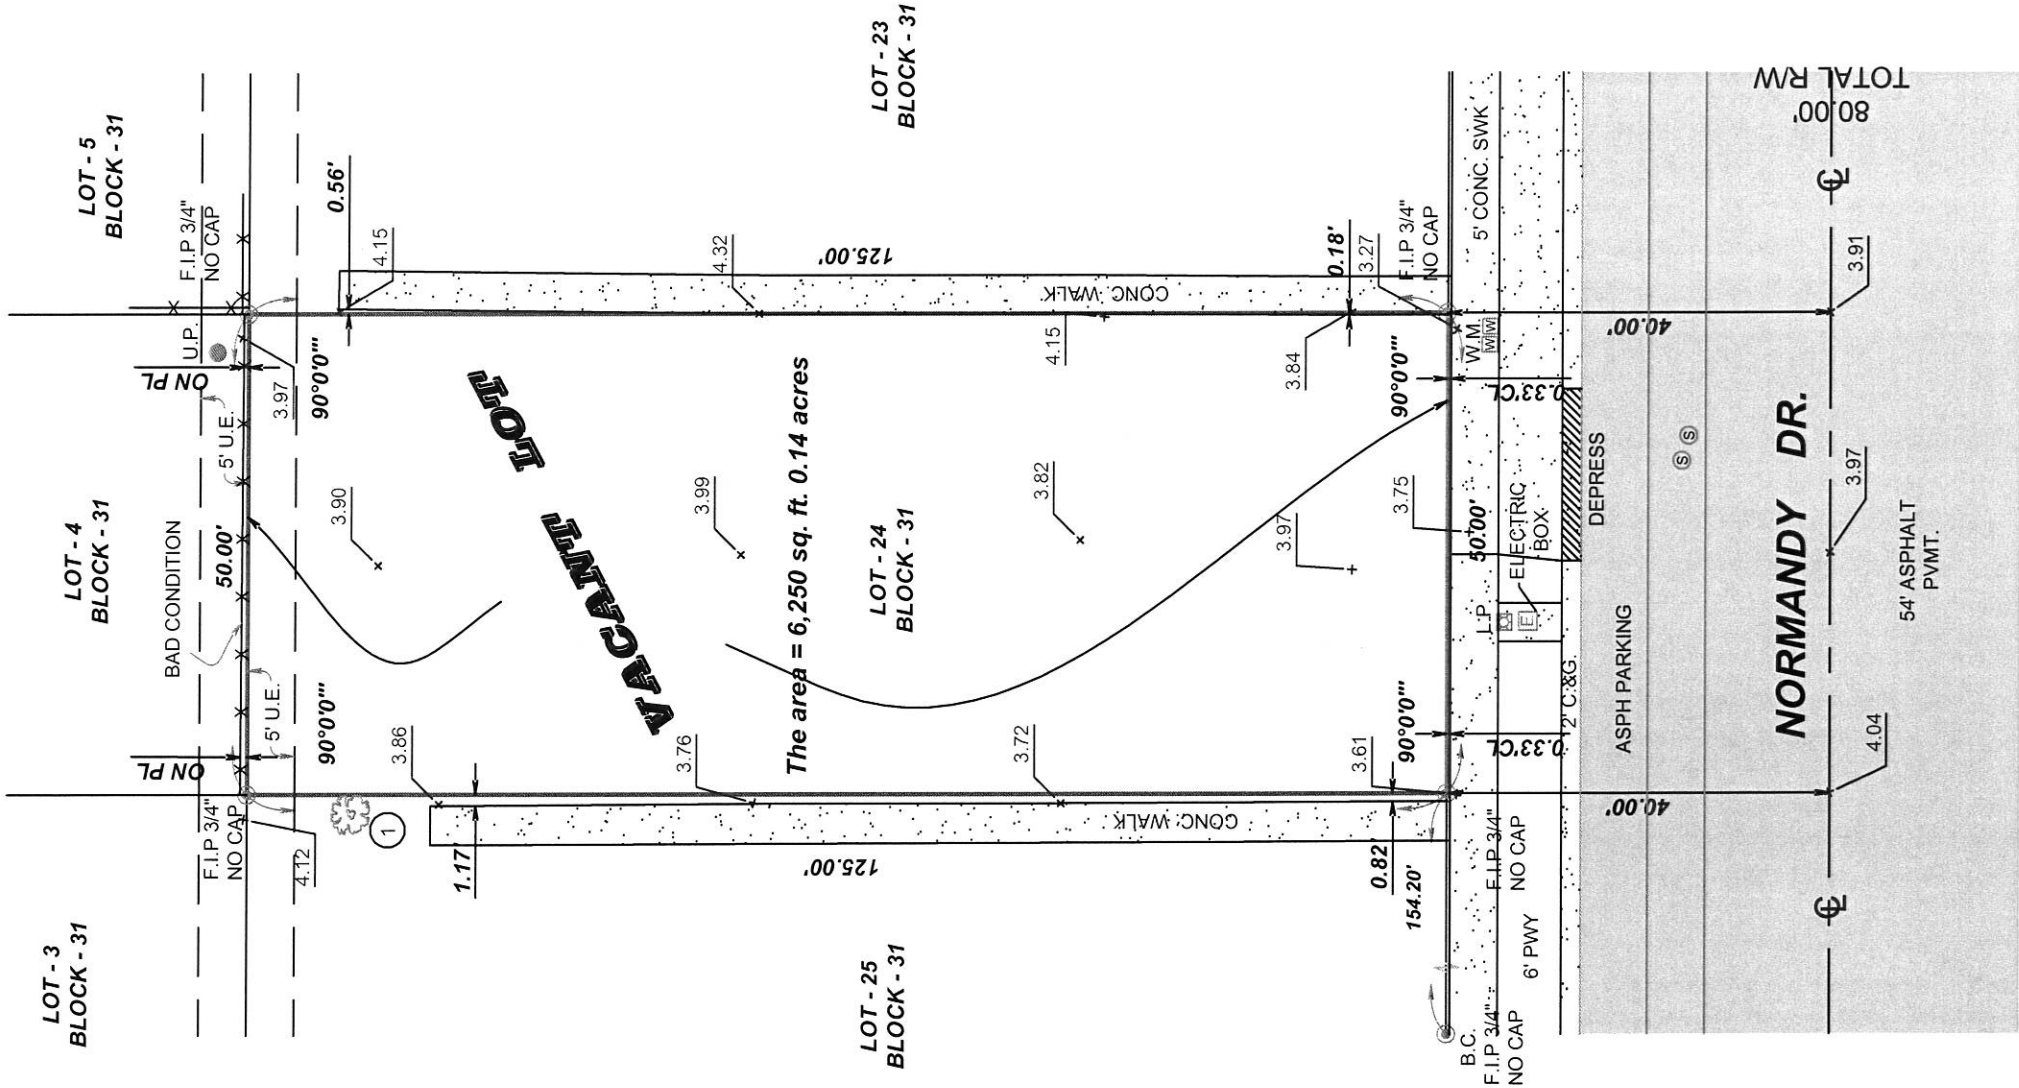 LOT - 3
BLOCK - 31
LOT - 4
BLOCK - 31
LOT - 5
BLOCK - 31
LOT - 23
BLOCK - 31
F.I.P 3/4"
NO CAP
4.12
ON PL
5' U.E.
BAD CONDITION
50.00'
5' U.E.
ON PL
U.P.
F.I.P 3/4"
NO CAP
3.97
90°0'0"'
90°0'0"'
0.56'
4.15
1
3.86
3.90
1.17'
3.76
3.99
4.32
VACANT LOT
The area = 6,250 sq. ft. 0.14 acres
125.00'
125.00'
LOT - 25
BLOCK - 31
LOT - 24
BLOCK - 31
3.72
3.82
4.15
CONC. WALK
CONC. WALK
3.97
3.84
0.18'
3.27
3.61
3.75
0.82'
154.20'
90°0'0"'
90°0'0"'
50.00'
F.I.P 3/4"
NO CAP
B.C.
F.I.P 3/4"
NO CAP
F.I.P 3/4"
NO CAP
W.M.
W W
5' CONC. SWK
L.P
E
ELECTRIC
BOX
0.33'CL
0.33'CL
6' PWY
2' C.&G.
DEPRESS
ASPH PARKING
40.00'
40.00'
S S
NORMANDY DR.
80.00'
TOTAL R/W
4.04
3.97
3.91
54' ASPHALT
PVMT.